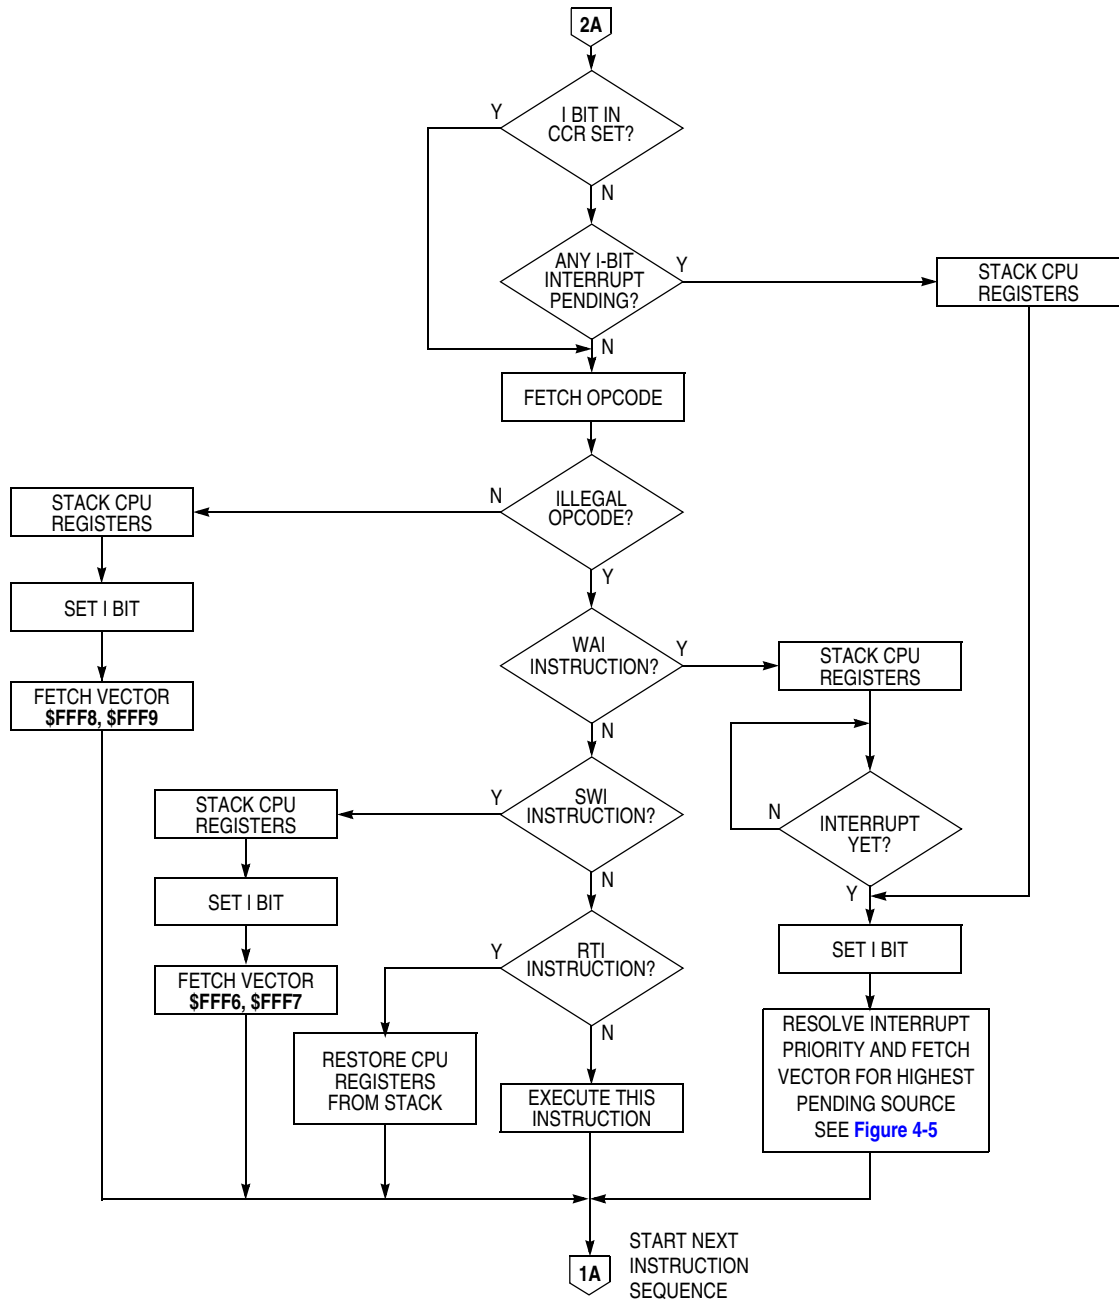 2A
Y
I BIT IN
CCR SET?
N
ANY I-BIT
INTERRUPT
PENDING?
Y
STACK CPU
REGISTERS
N
FETCH OPCODE
STACK CPU
REGISTERS
N
ILLEGAL
OPCODE?
Y
SET I BIT
WAI
INSTRUCTION?
Y
STACK CPU
REGISTERS
FETCH VECTOR
$FFF8, $FFF9
N
STACK CPU
REGISTERS
Y
SWI
INSTRUCTION?
N
INTERRUPT
YET?
N
Y
SET I BIT
Y
RTI
INSTRUCTION?
SET I BIT
FETCH VECTOR
$FFF6, $FFF7
N
RESTORE CPU
REGISTERS
FROM STACK
EXECUTE THIS
INSTRUCTION
RESOLVE INTERRUPT
PRIORITY AND FETCH
VECTOR FOR HIGHEST
PENDING SOURCE
SEE Figure 4-5
1A
START NEXT
INSTRUCTION
SEQUENCE